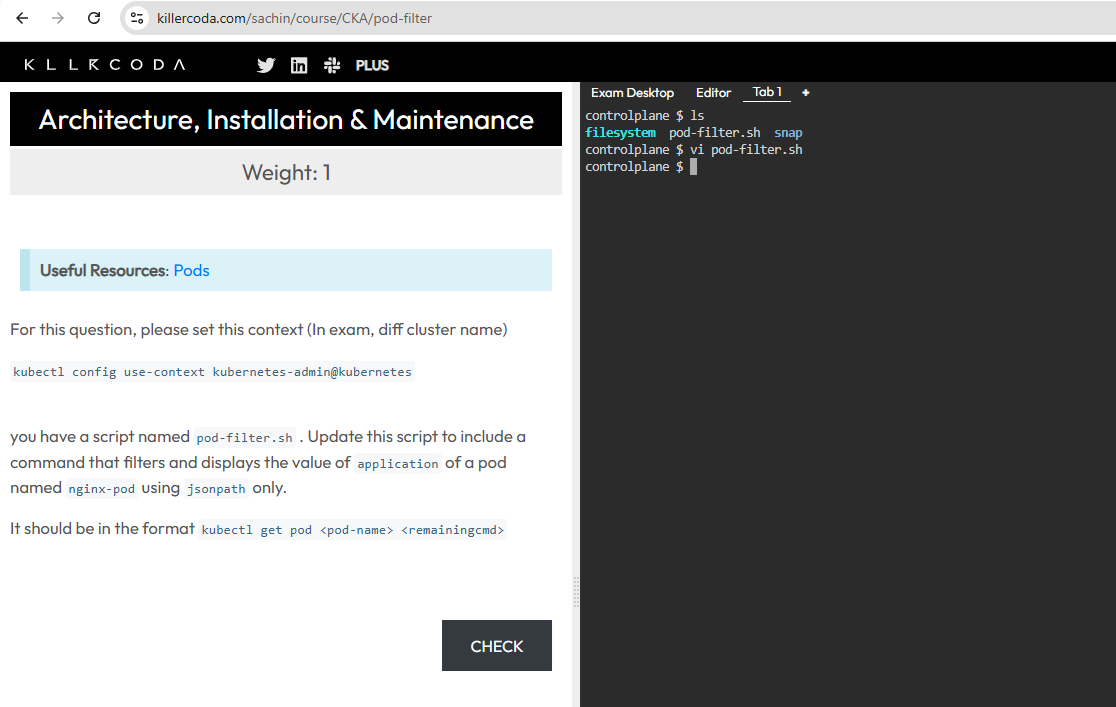 killercoda.com/sachin/course/CKA/pod-filter
KILLERCODA
PLUS
Architecture, Installation & Maintenance
Weight: 1
Useful Resources: Pods
For this question, please set this context (In exam, diff cluster name)
kubectl config use-context kubernetes-admin@kubernetes
you have a script named pod-filter.sh . Update this script to include a
command that filters and displays the value of application of a pod
named nginx-pod using jsonpath only.
It should be in the format kubectl get pod <pod-name> <remainingcmd>
CHECK
Exam Desktop Editor Tab 1 +
controlplane $ ls
filesystem pod-filter.sh snap
controlplane $ vi pod-filter.sh
controlplane $